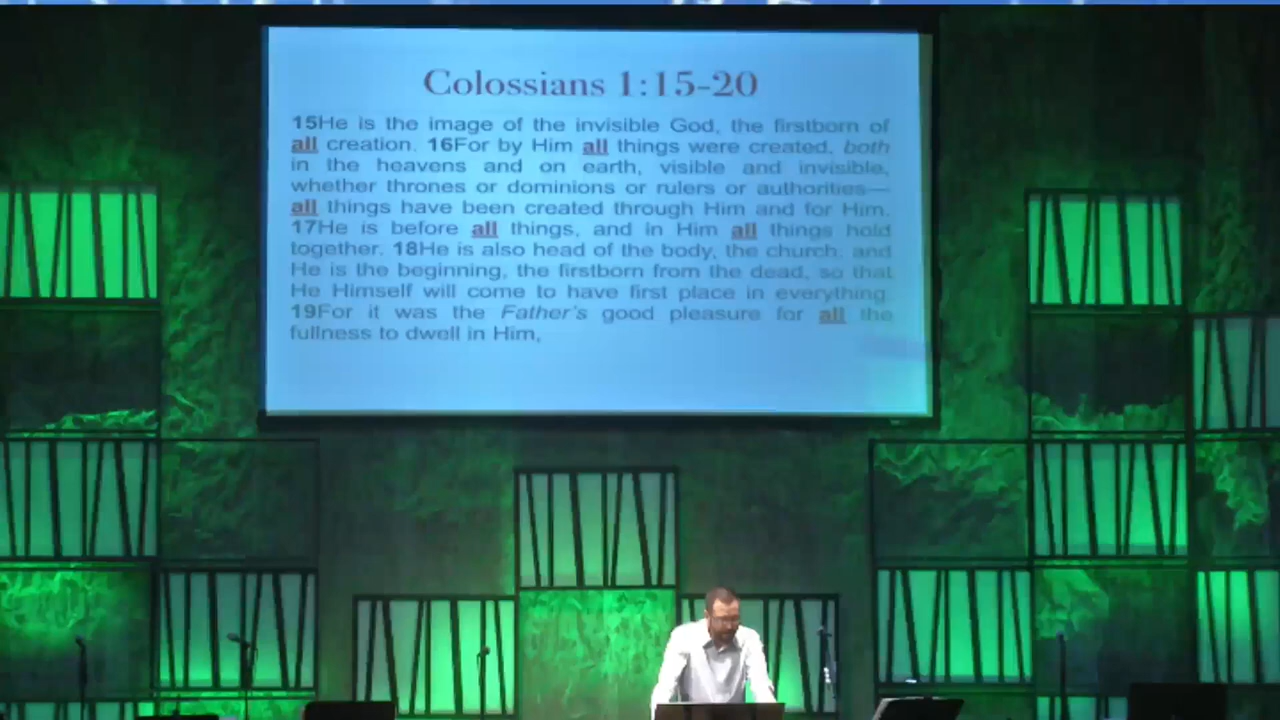 Colossians 1:15-20
15He is the image of the invisible God, the firstborn of
all creation. 16For by Him all things were created, both
in the heavens and on earth, visible and invisible,
whether thrones or dominions or rulers or authorities—
all things have been created through Him and for Him.
17He is before all things, and in Him all things hold
together. 18He is also head of the body, the church; and
He is the beginning, the firstborn from the dead, so that
He Himself will come to have first place in everything.
19For it was the Father's good pleasure for all the
fullness to dwell in Him,